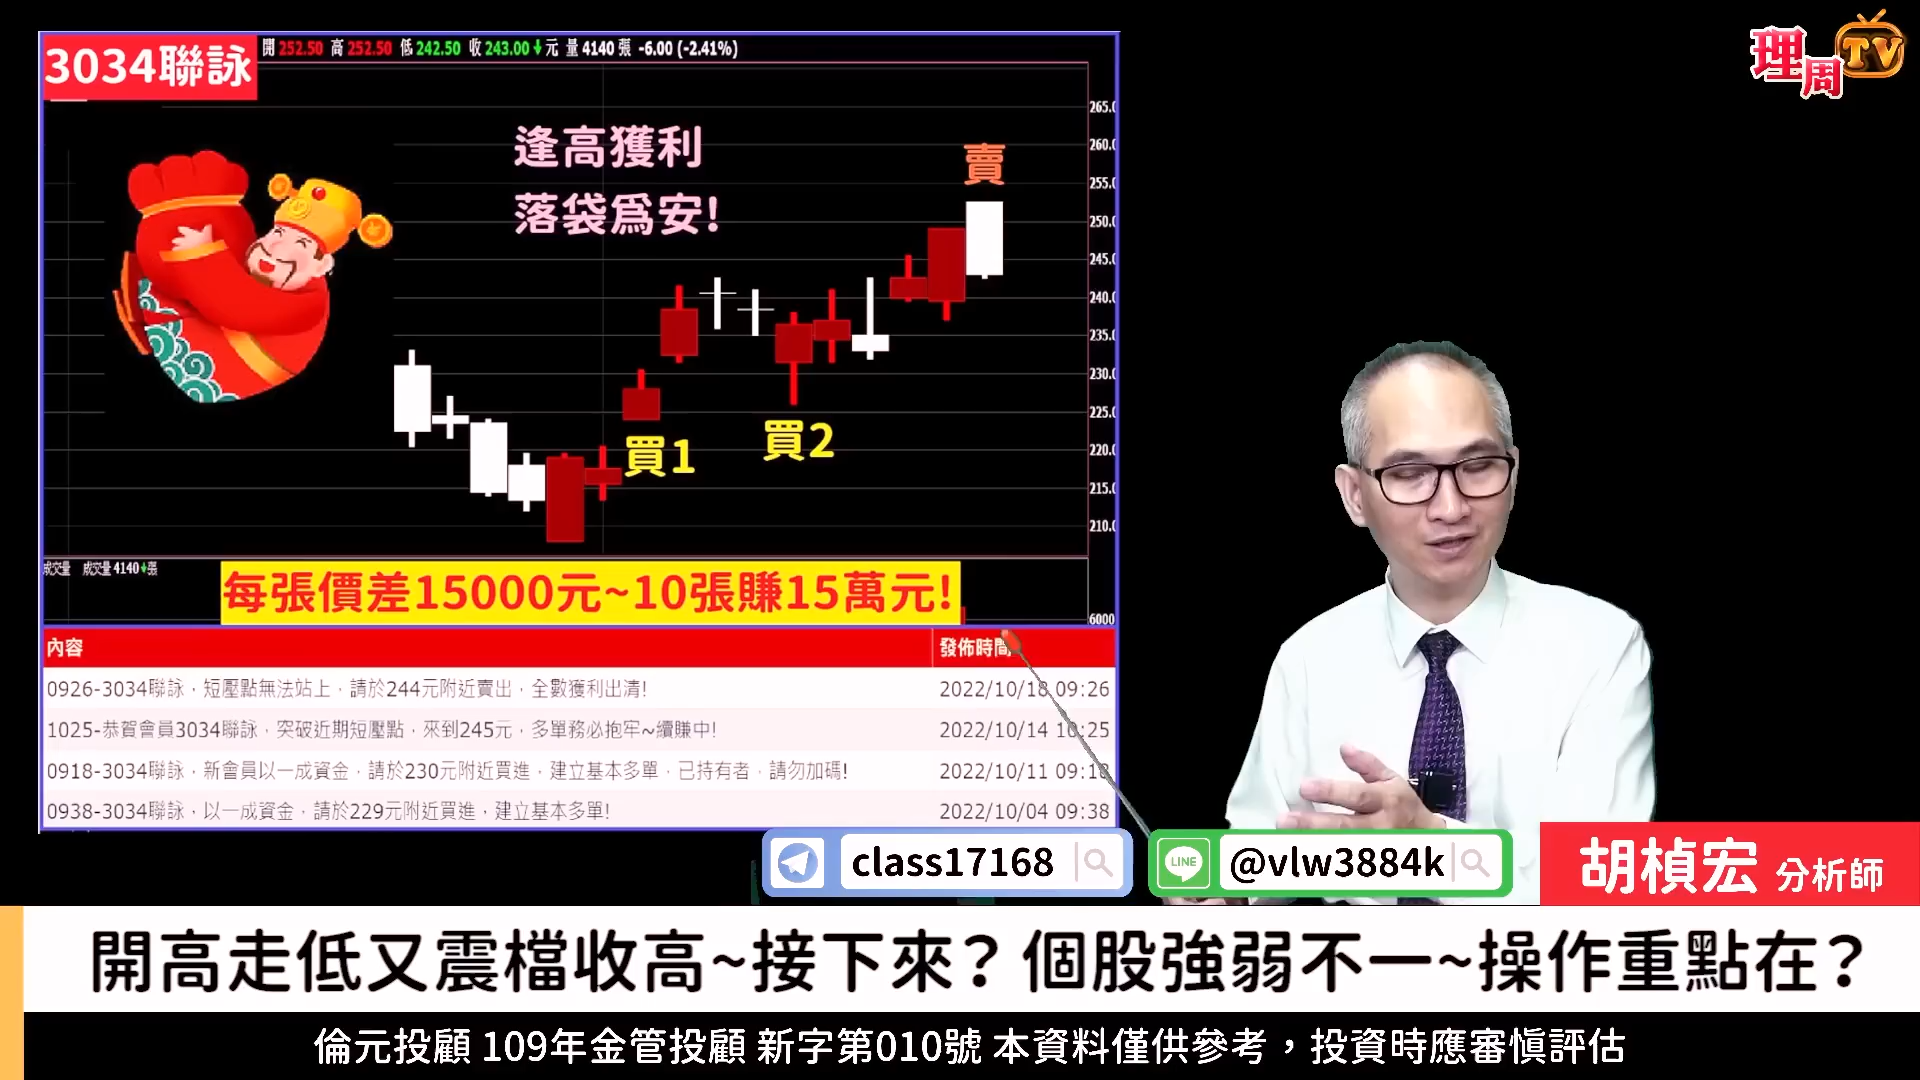 3034聯詠
開 252.50 高 252.50 低 242.50 收 243.00↓元 量 4140 張 -6.00 (-2.41%)
理周TV
逢高獲利
落袋為安!
賣
買1
買2
265.0
260.0
255.0
250.0
245.0
240.0
235.0
230.0
225.0
220.0
215.0
210.0
成交量 成交量 4140↓張
6000
每張價差15000元~10張賺15萬元!
內容 發佈時間
0926-3034聯詠，短壓點無法站上，請於244元附近賣出，全數獲利出清! 2022/10/18 09:26
1025-恭賀會員3034聯詠，突破近期短壓點，來到245元，多單務必抱牢~續賺中! 2022/10/14 10:25
0918-3034聯詠，新會員以一成資金，請於230元附近買進，建立基本多單，已持有者，請勿加碼! 2022/10/11 09:18
0938-3034聯詠，以一成資金，請於229元附近買進，建立基本多單! 2022/10/04 09:38
class17168
LINE
@vlw3884k
胡楨宏 分析師
開高走低又震檔收高~接下來？個股強弱不一~操作重點在？
倫元投顧 109年金管投顧 新字第010號 本資料僅供參考，投資時應審慎評估